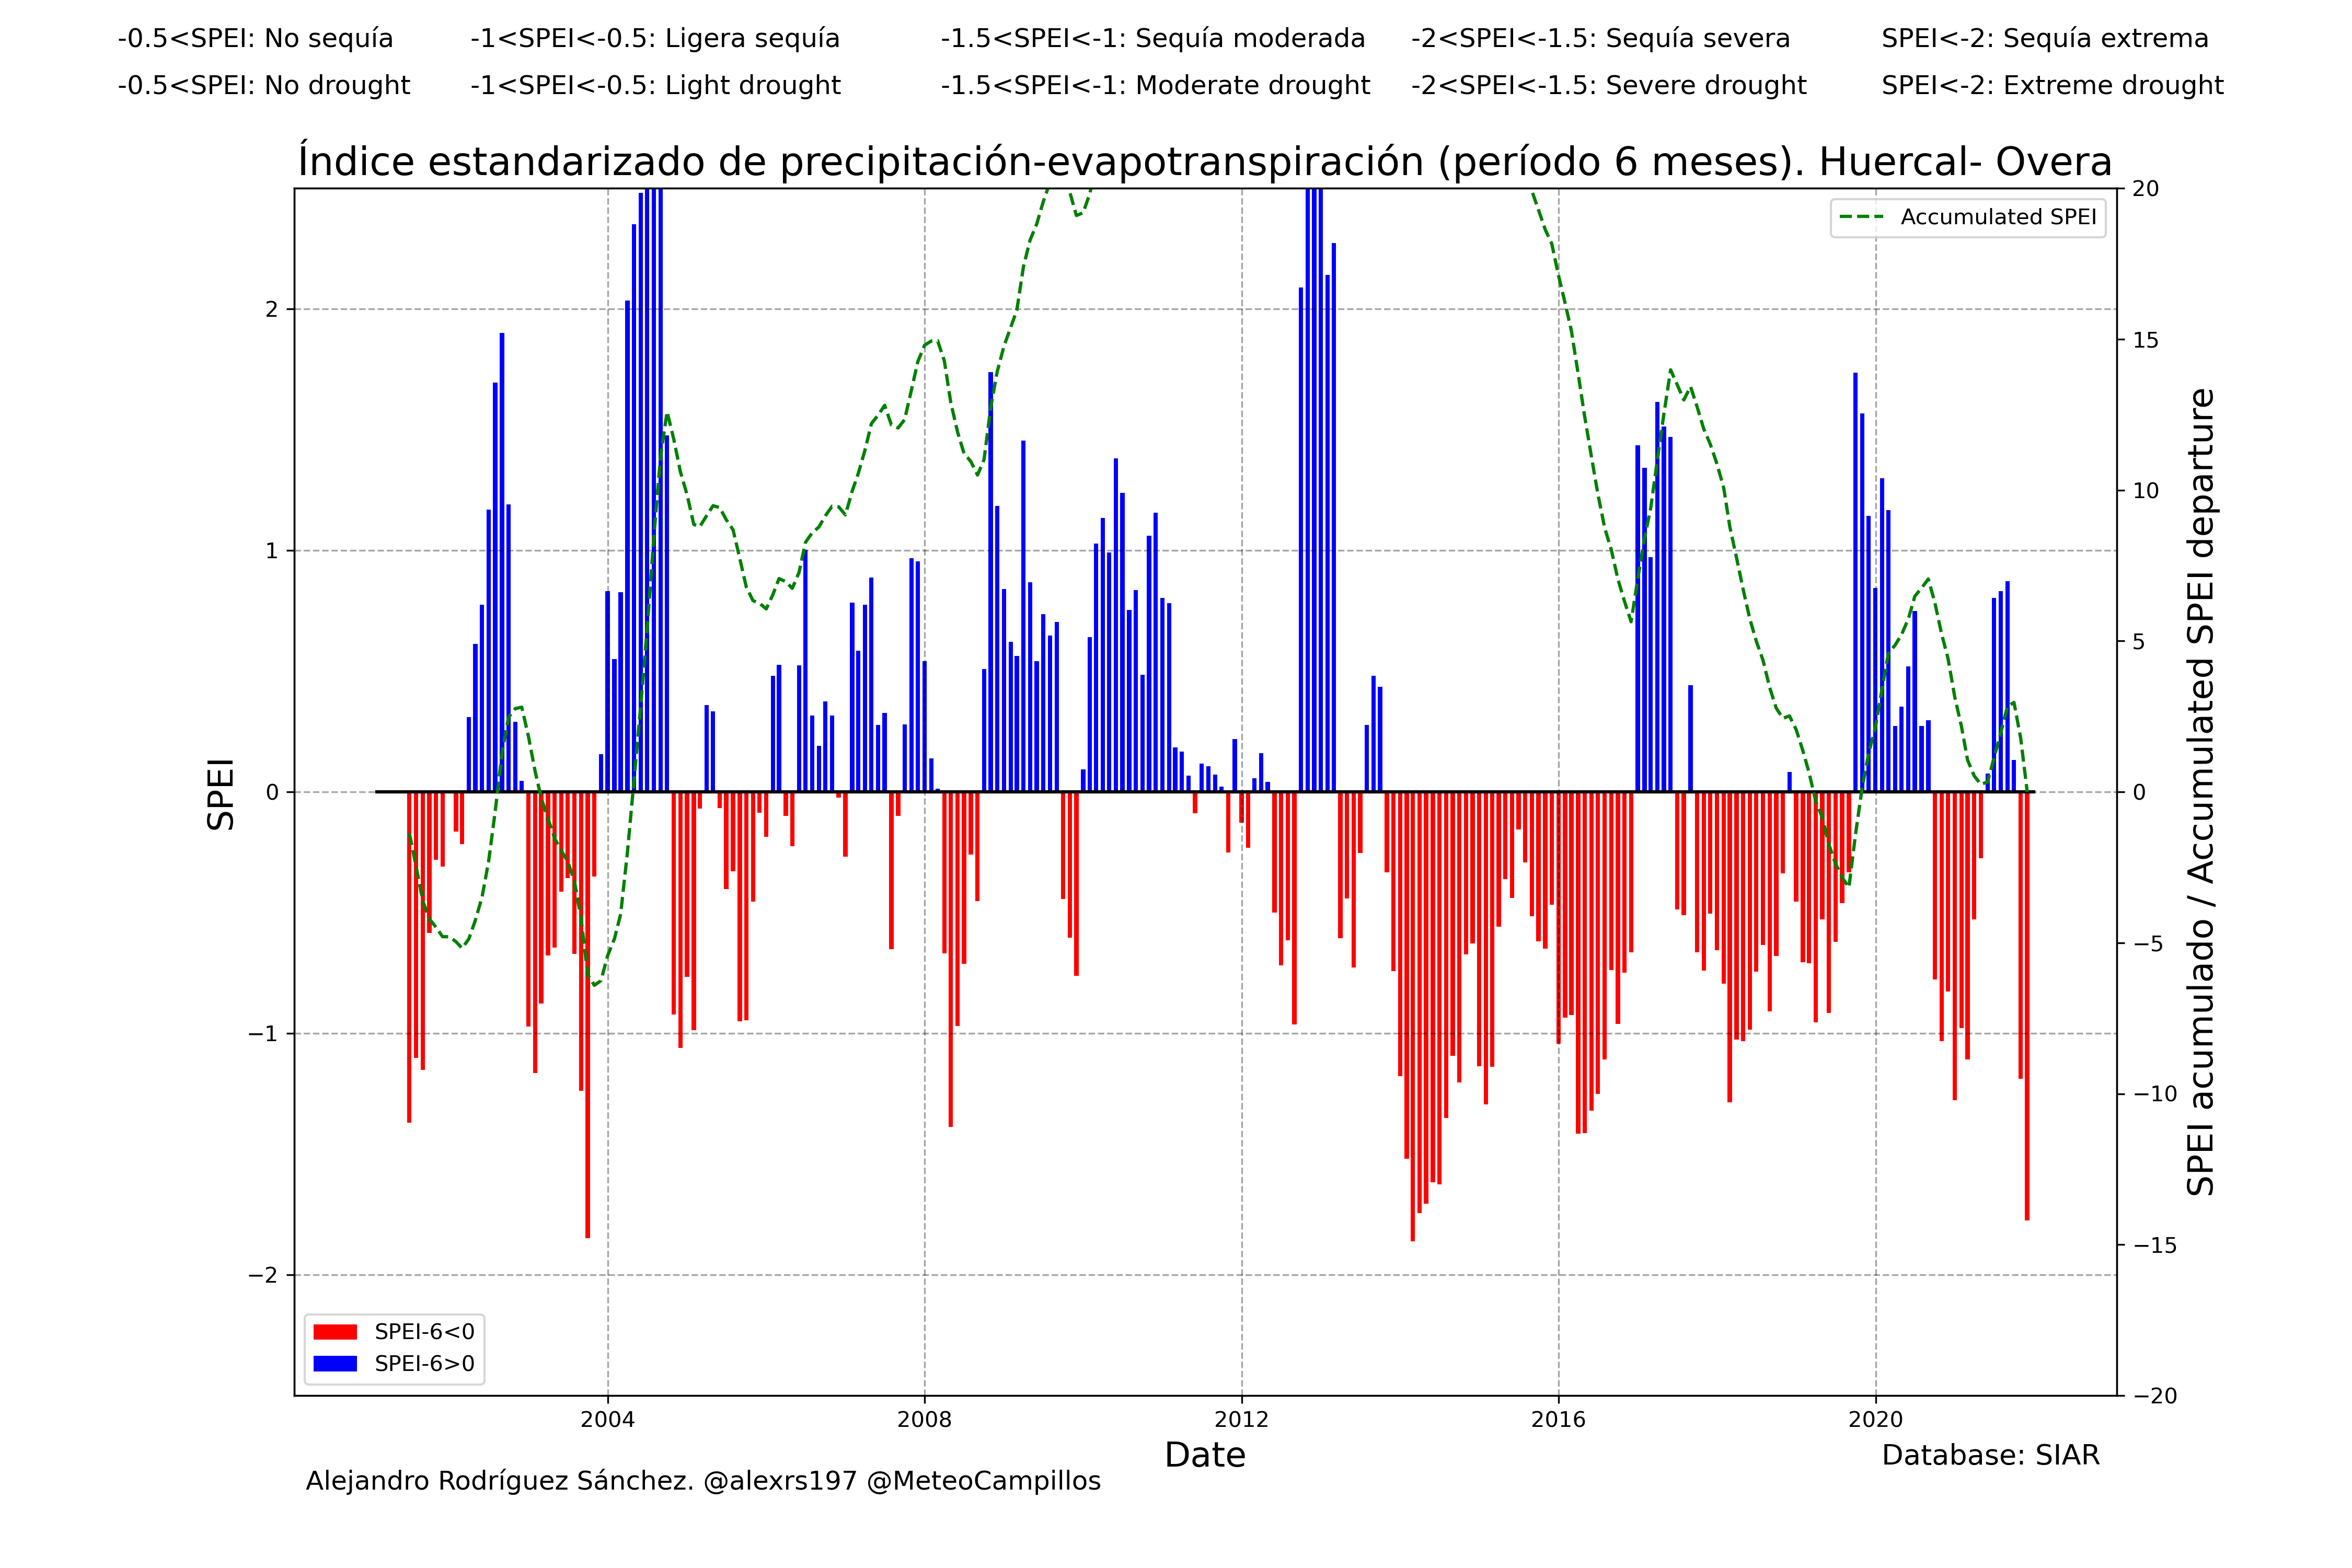 -0.5<SPEI: No sequía -1<SPEI<-0.5: Ligera sequía -1.5<SPEI<-1: Sequía moderada -2<SPEI<-1.5: Sequía severa SPEI<-2: Sequía extrema
-0.5<SPEI: No drought -1<SPEI<-0.5: Light drought -1.5<SPEI<-1: Moderate drought -2<SPEI<-1.5: Severe drought SPEI<-2: Extreme drought
Índice estandarizado de precipitación-evapotranspiración (período 6 meses). Huercal- Overa
Accumulated SPEI
2
1
0
−1
−2
SPEI
20
15
10
5
0
−5
−10
−15
−20
SPEI acumulado / Accumulated SPEI departure
SPEI-6<0
SPEI-6>0
2004 2008 2012 2016 2020
Date
Database: SIAR
Alejandro Rodríguez Sánchez. @alexrs197 @MeteoCampillos